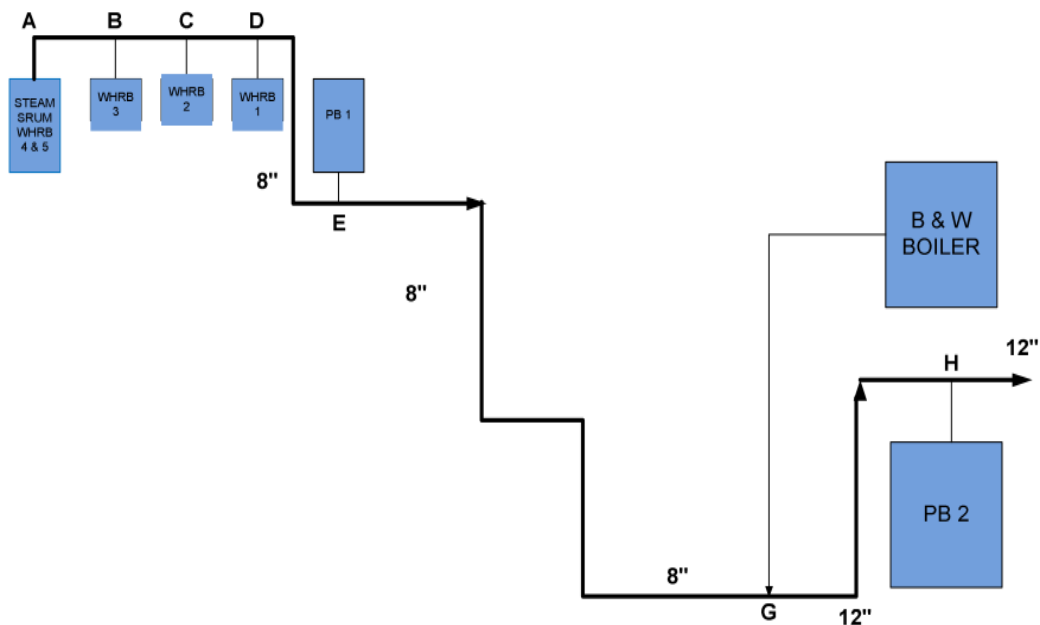 A B C D
STEAM
SRUM
WHRB
4 & 5
WHRB
3
WHRB
2
WHRB
1
PB 1
8"
E
B & W
BOILER
8"
12"
H
PB 2
8"
G
12"